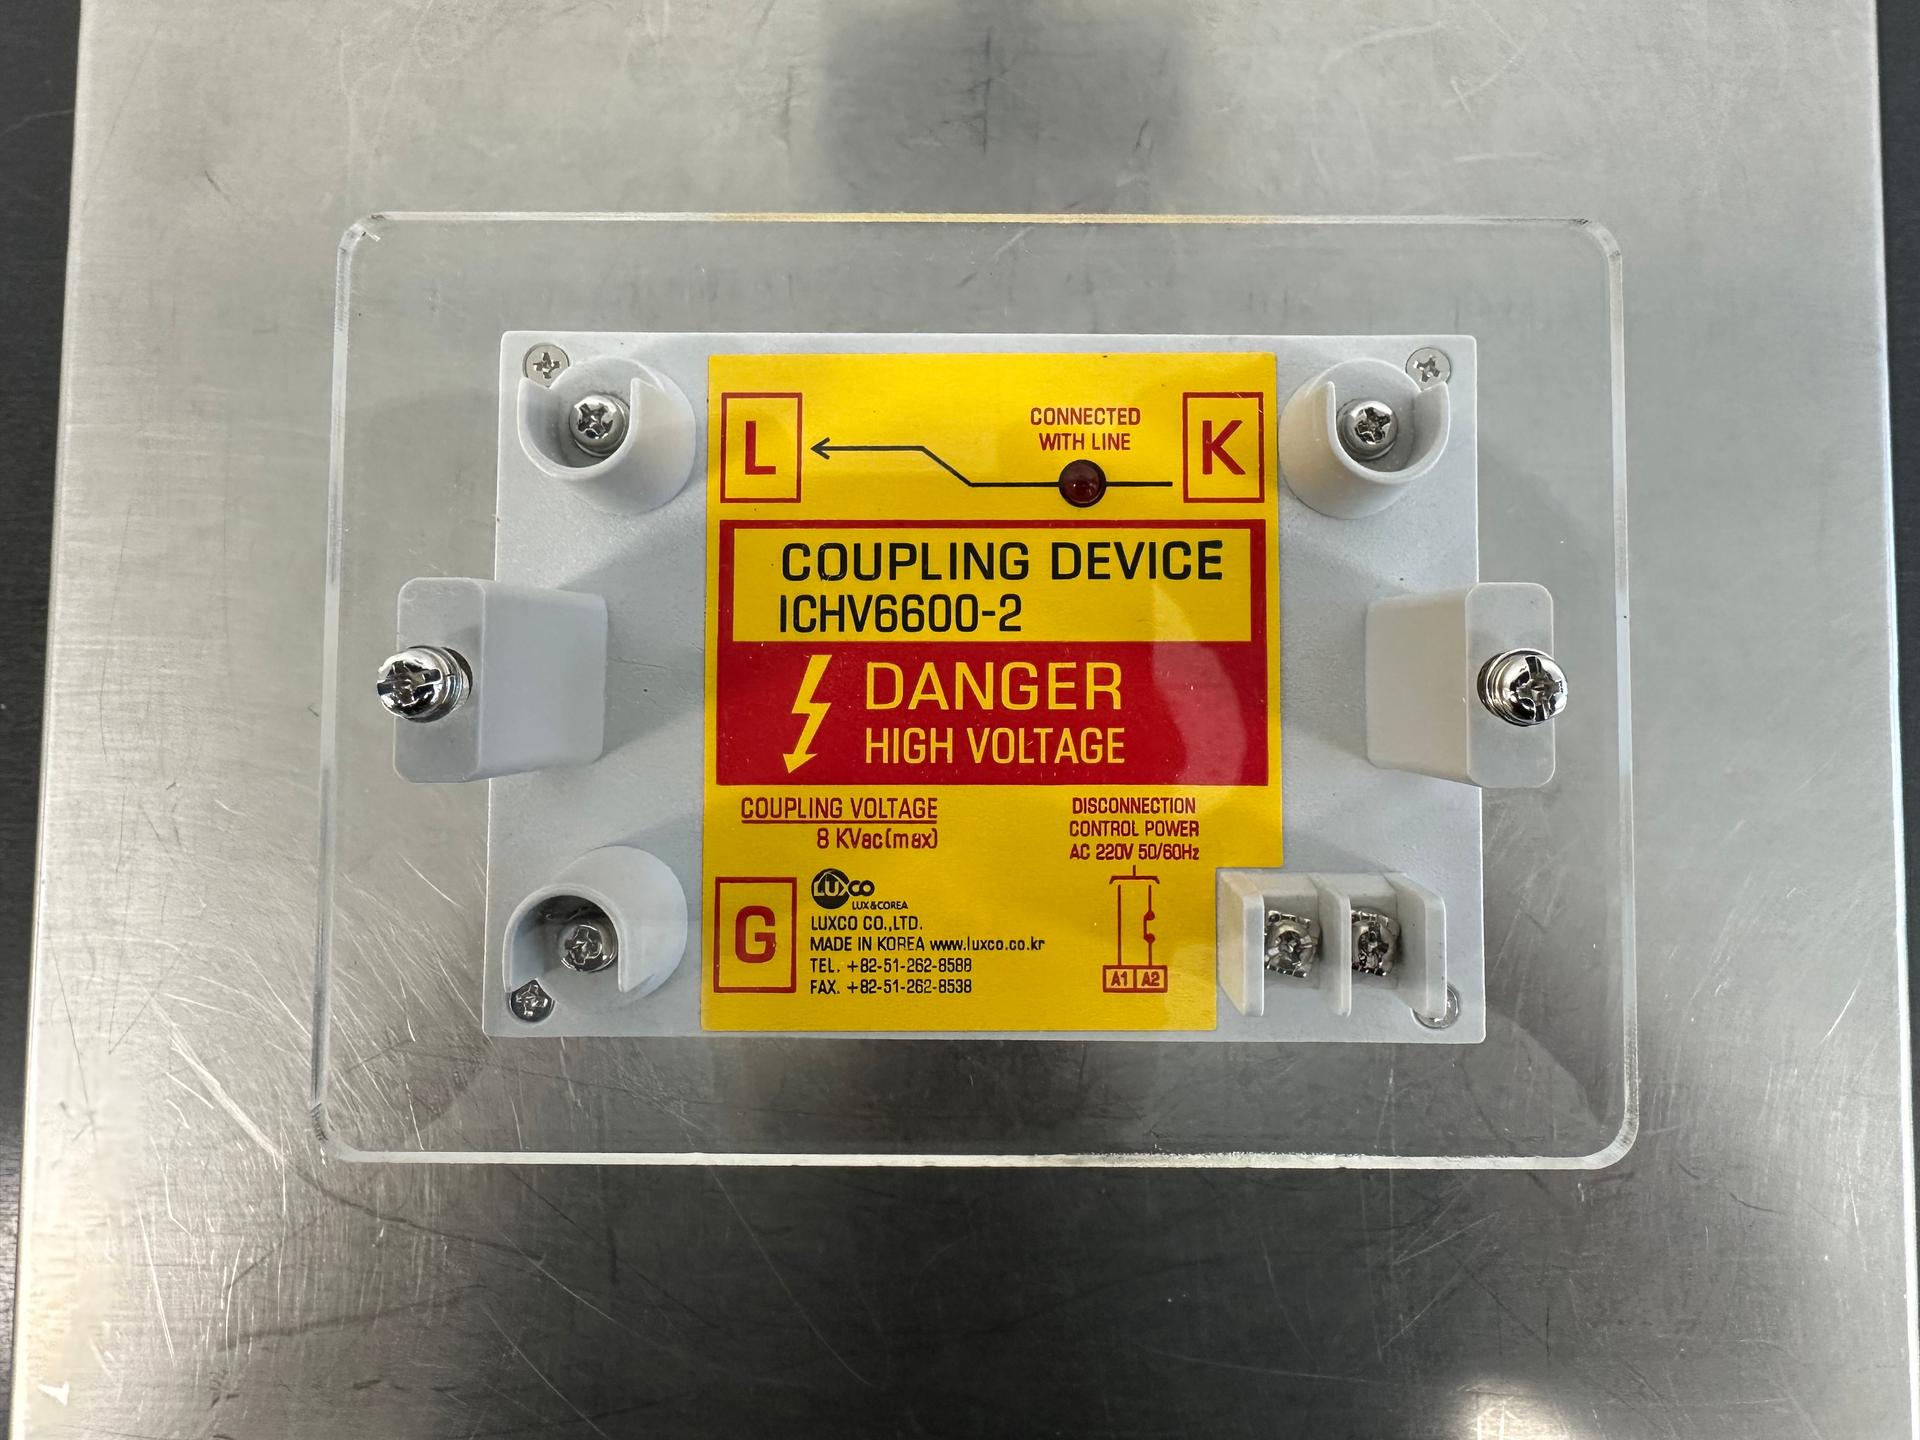 L
CONNECTED
WITH LINE
K
COUPLING DEVICE
ICHV6600-2
DANGER
HIGH VOLTAGE
COUPLING VOLTAGE
8 KVac(max)
DISCONNECTION
CONTROL POWER
AC 220V 50/60Hz
G
LUXCO
LUX&COREA
LUXCO CO.,LTD.
MADE IN KOREA www.luxco.co.kr
TEL. +82-51-262-8588
FAX. +82-51-262-8538
A1 A2